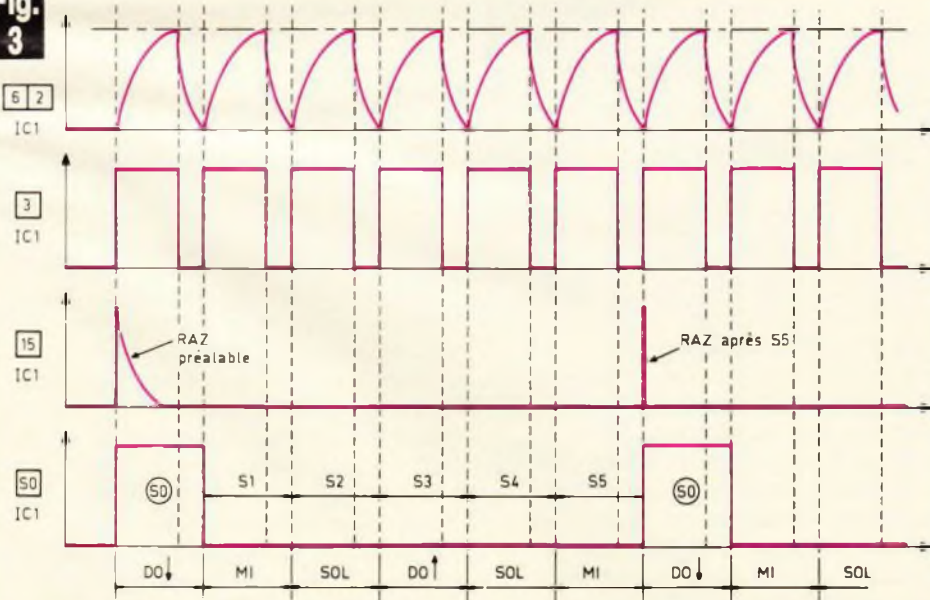 Fig.
3
6 2
IC1
3
IC1
RAZ
préalable
RAZ après S5
15
IC1
S0
IC1
S0 S1 S2 S3 S4 S5 S0
DO↓ MI SOL DO↑ SOL MI DO↓ MI SOL